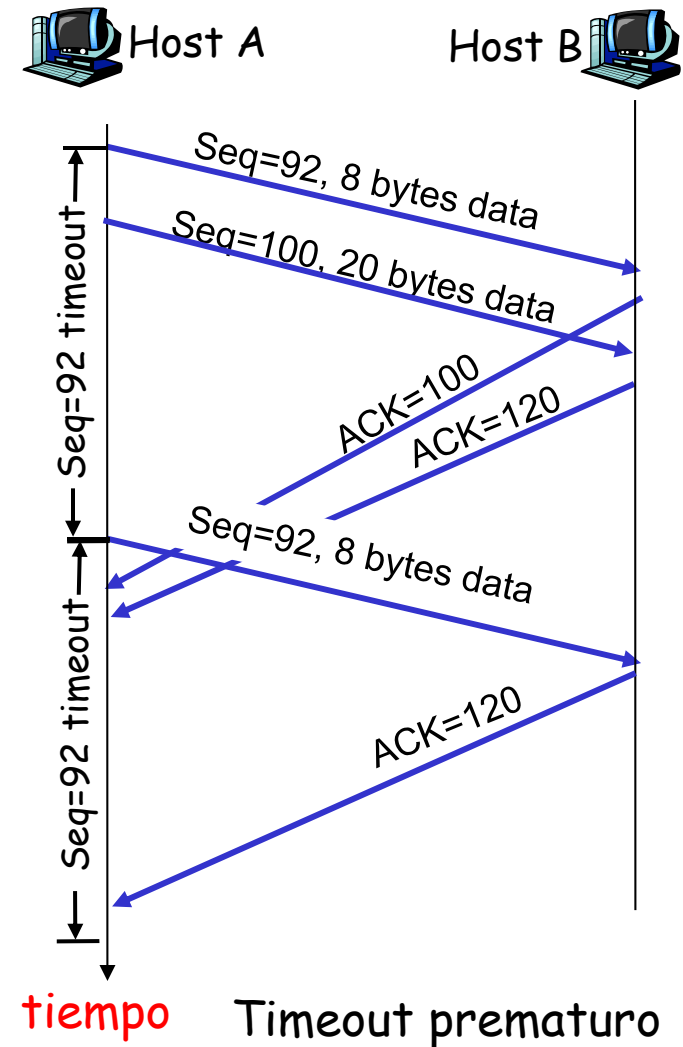 Host A
Host B
Seq=92, 8 bytes data
Seq=100, 20 bytes data
Seq=92 timeout
ACK=100
ACK=120
Seq=92, 8 bytes data
Seq=92 timeout
ACK=120
tiempo
Timeout prematuro